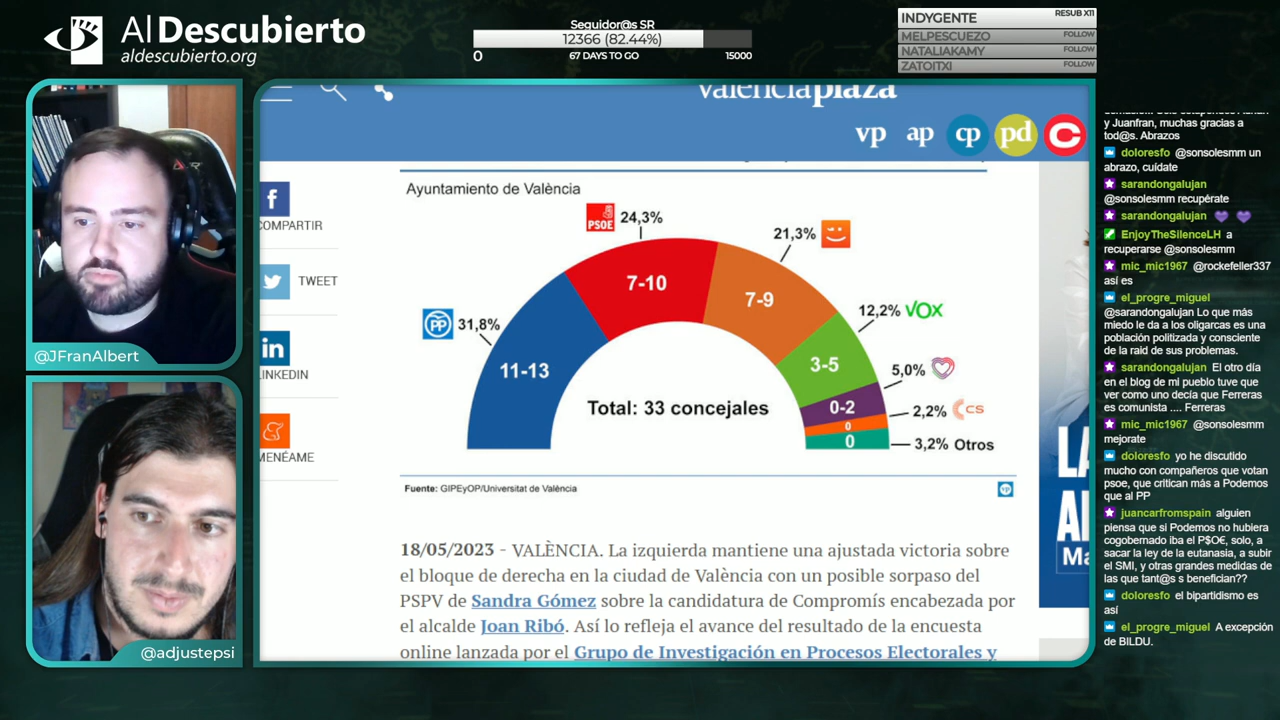 Al Descubierto
aldescubierto.org
Seguidor@s SR
12366 (82.44%)
0
67 DAYS TO GO
15000
INDYGENTE
RESUB X11
MELPESCUEZO
FOLLOW
NATALIAKAMY
FOLLOW
ZATOITXI
FOLLOW
@JFranAlbert
@adjustepsi
valenciaplaza
vp
ap
cp
pd
C
COMPARTIR
TWEET
in
LINKEDIN
MENÉAME
Ayuntamiento de València
PSOE
24,3%
21,3%
PP
31,8%
12,2%
VOX
5,0%
2,2%
CS
3,2% Otros
11-13
7-10
7-9
3-5
0-2
0
0
Total: 33 concejales
Fuente: GIPEyOP/Universitat de València
vp
18/05/2023 - VALÈNCIA. La izquierda mantiene una ajustada victoria sobre
el bloque de derecha en la ciudad de València con un posible sorpaso del
PSPV de Sandra Gómez sobre la candidatura de Compromís encabezada por
el alcalde Joan Ribó. Así lo refleja el avance del resultado de la encuesta
online lanzada por el Grupo de Investigación en Procesos Electorales y
y Juanfran, muchas gracias a
tod@s. Abrazos
doloresfo @sonsolesmm un
abrazo, cuídate
sarandongalujan
@sonsolesmm recupérate
sarandongalujan
EnjoyTheSilenceLH a
recuperarse @sonsolesmm
mic_mic1967 @rockefeller337
así es
el_progre_miguel
@sarandongalujan Lo que más
miedo le da a los oligarcas es una
población politizada y consciente
de la raid de sus problemas.
sarandongalujan El otro día
en el blog de mi pueblo tuve que
ver como uno decía que Ferreras
es comunista .... Ferreras
mic_mic1967 @sonsolesmm
mejorate
doloresfo yo he discutido
mucho con compañeros que votan
psoe, que critican más a Podemos
que al PP
juancarfromspain alguien
piensa que si Podemos no hubiera
cogobernado iba el P$O€, solo, a
sacar la ley de la eutanasia, a subir
el SMI, y otras grandes medidas de
las que tant@s s benefician??
doloresfo el bipartidismo es
así
el_progre_miguel A excepción
de BILDU.